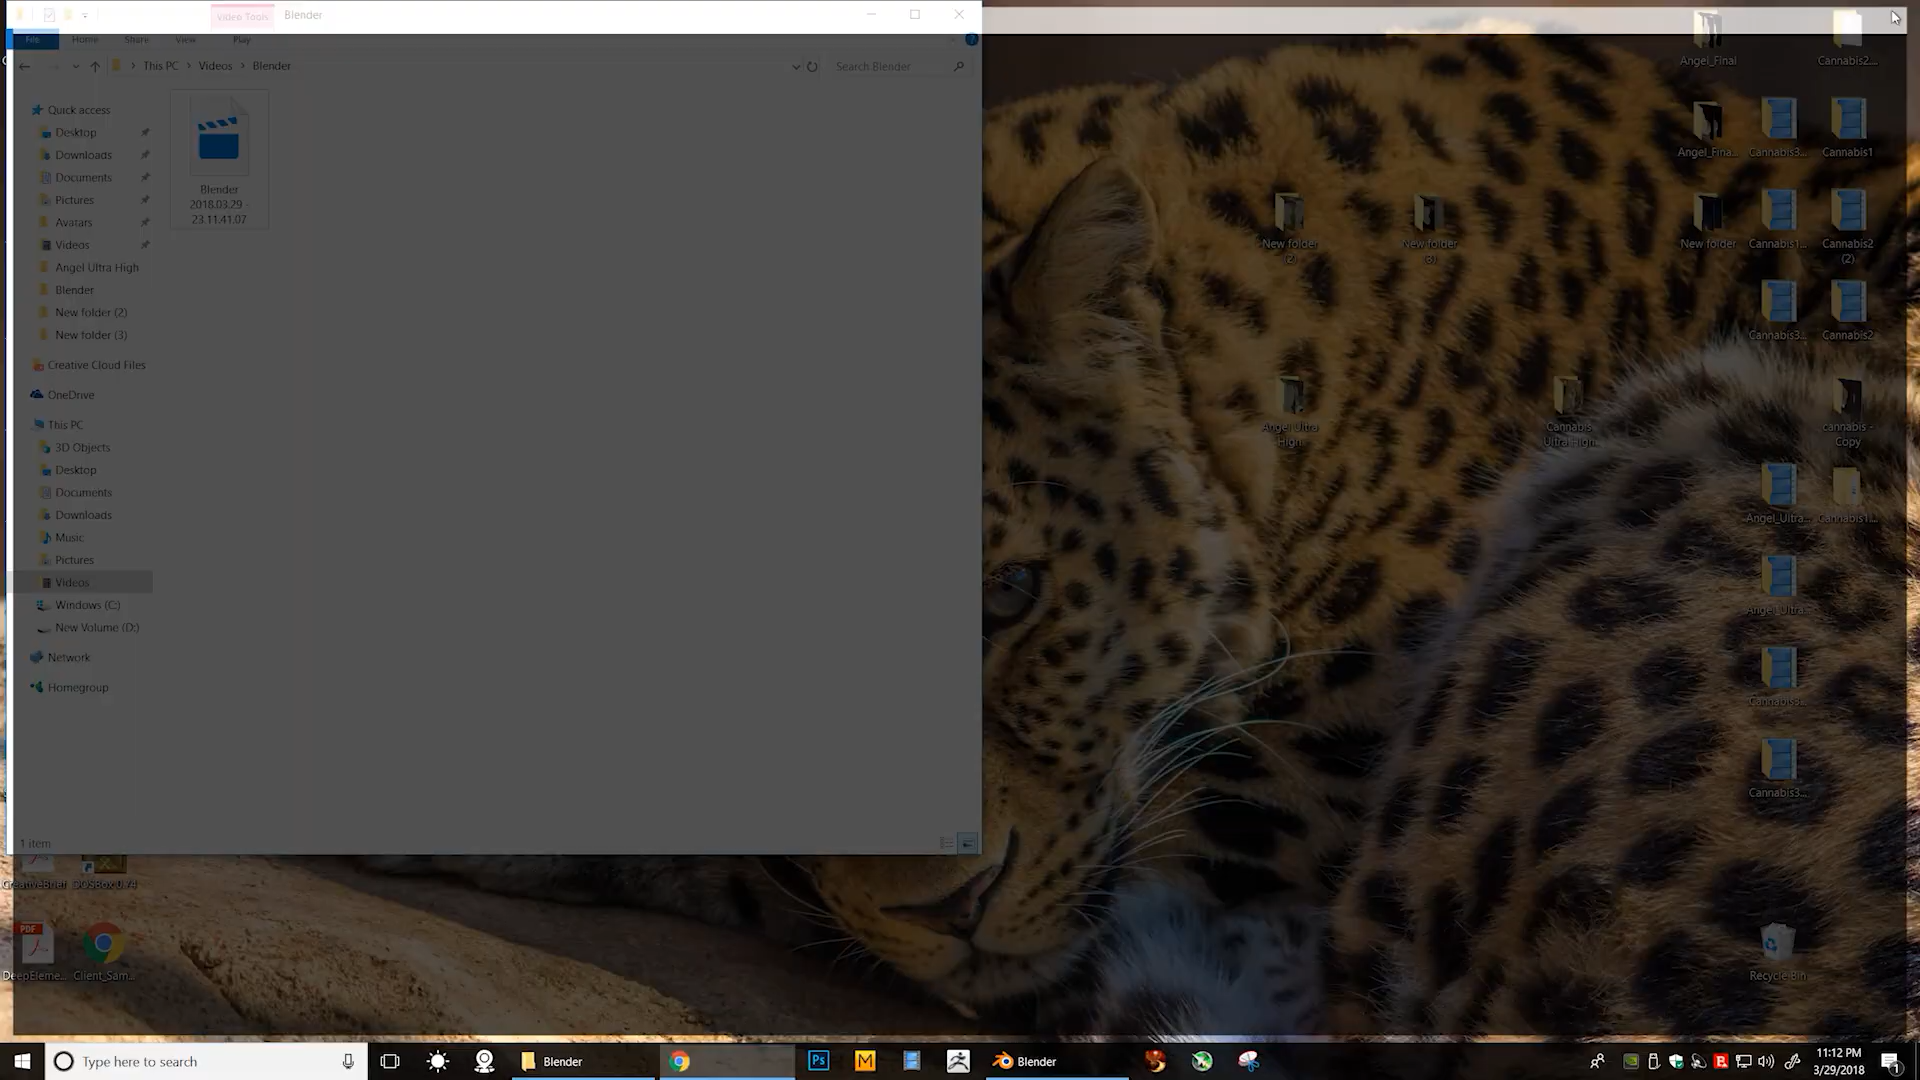 Video Tools
Blender
File
Home
Share
View
Play
This PC
Videos
Blender
Search Blender
Quick access
Desktop
Downloads
Documents
Pictures
Avatars
Videos
Angel Ultra High
Blender
New folder (2)
New folder (3)
Creative Cloud Files
OneDrive
This PC
3D Objects
Desktop
Documents
Downloads
Music
Pictures
Videos
Windows (C:)
New Volume (D:)
Network
Homegroup
Blender
2018.03.29 -
23.11.41.07
1 item
Angel_Final
Cannabis2...
Angel_Fina...
Cannabis3...
Cannabis1
New folder
(2)
New folder
(3)
New folder
Cannabis1...
Cannabis2
(2)
Cannabis3...
Cannabis2
Angel Ultra
High
Cannabis
Ultra High
cannabis -
Copy
Angel_Ultra...
Cannabis1...
Angel_Ultra...
Cannabis3...
Cannabis3...
Recycle Bin
CreativeBrief
DOSBox 0.74
PDF
DeepEleme...
Client_Sam...
Type here to search
Blender
Ps
M
Blender
11:12 PM
3/29/2018
1